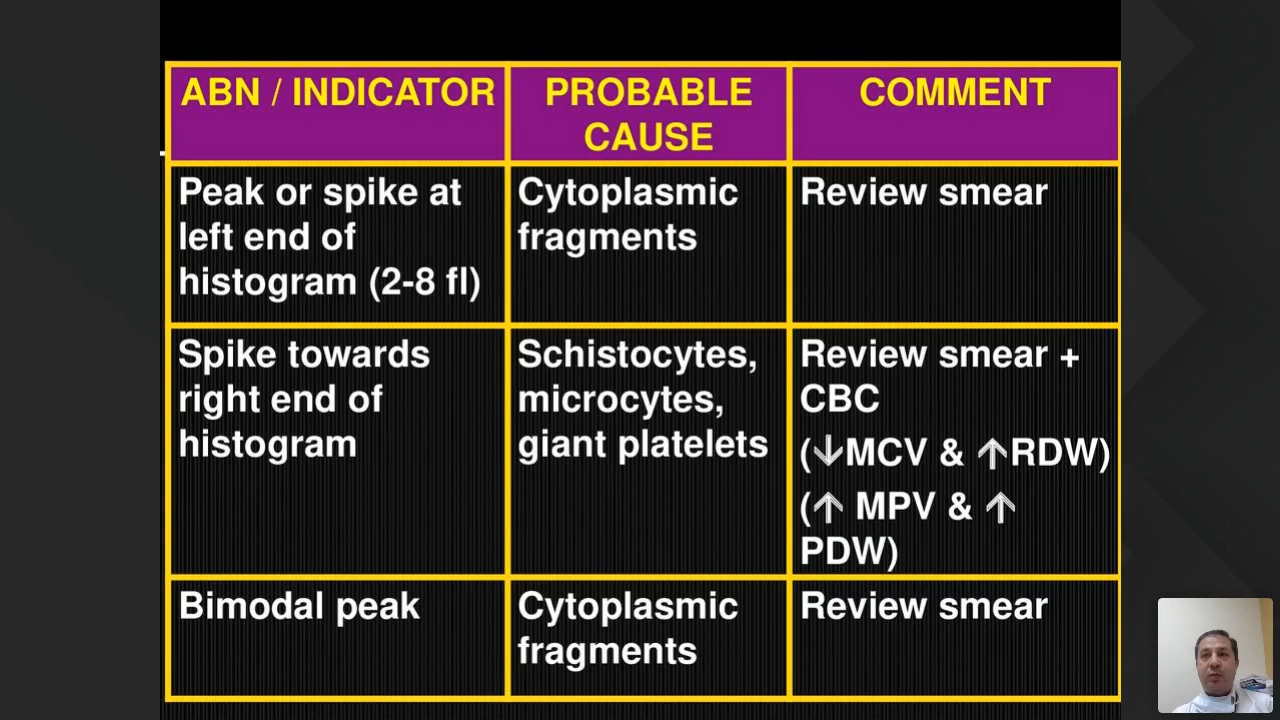 ABN / INDICATOR
PROBABLE
CAUSE
COMMENT
Peak or spike at
left end of
histogram (2-8 fl)
Cytoplasmic
fragments
Review smear
Spike towards
right end of
histogram
Schistocytes,
microcytes,
giant platelets
Review smear +
CBC
(↓MCV & ↑RDW)
(↑ MPV & ↑
PDW)
Bimodal peak
Cytoplasmic
fragments
Review smear